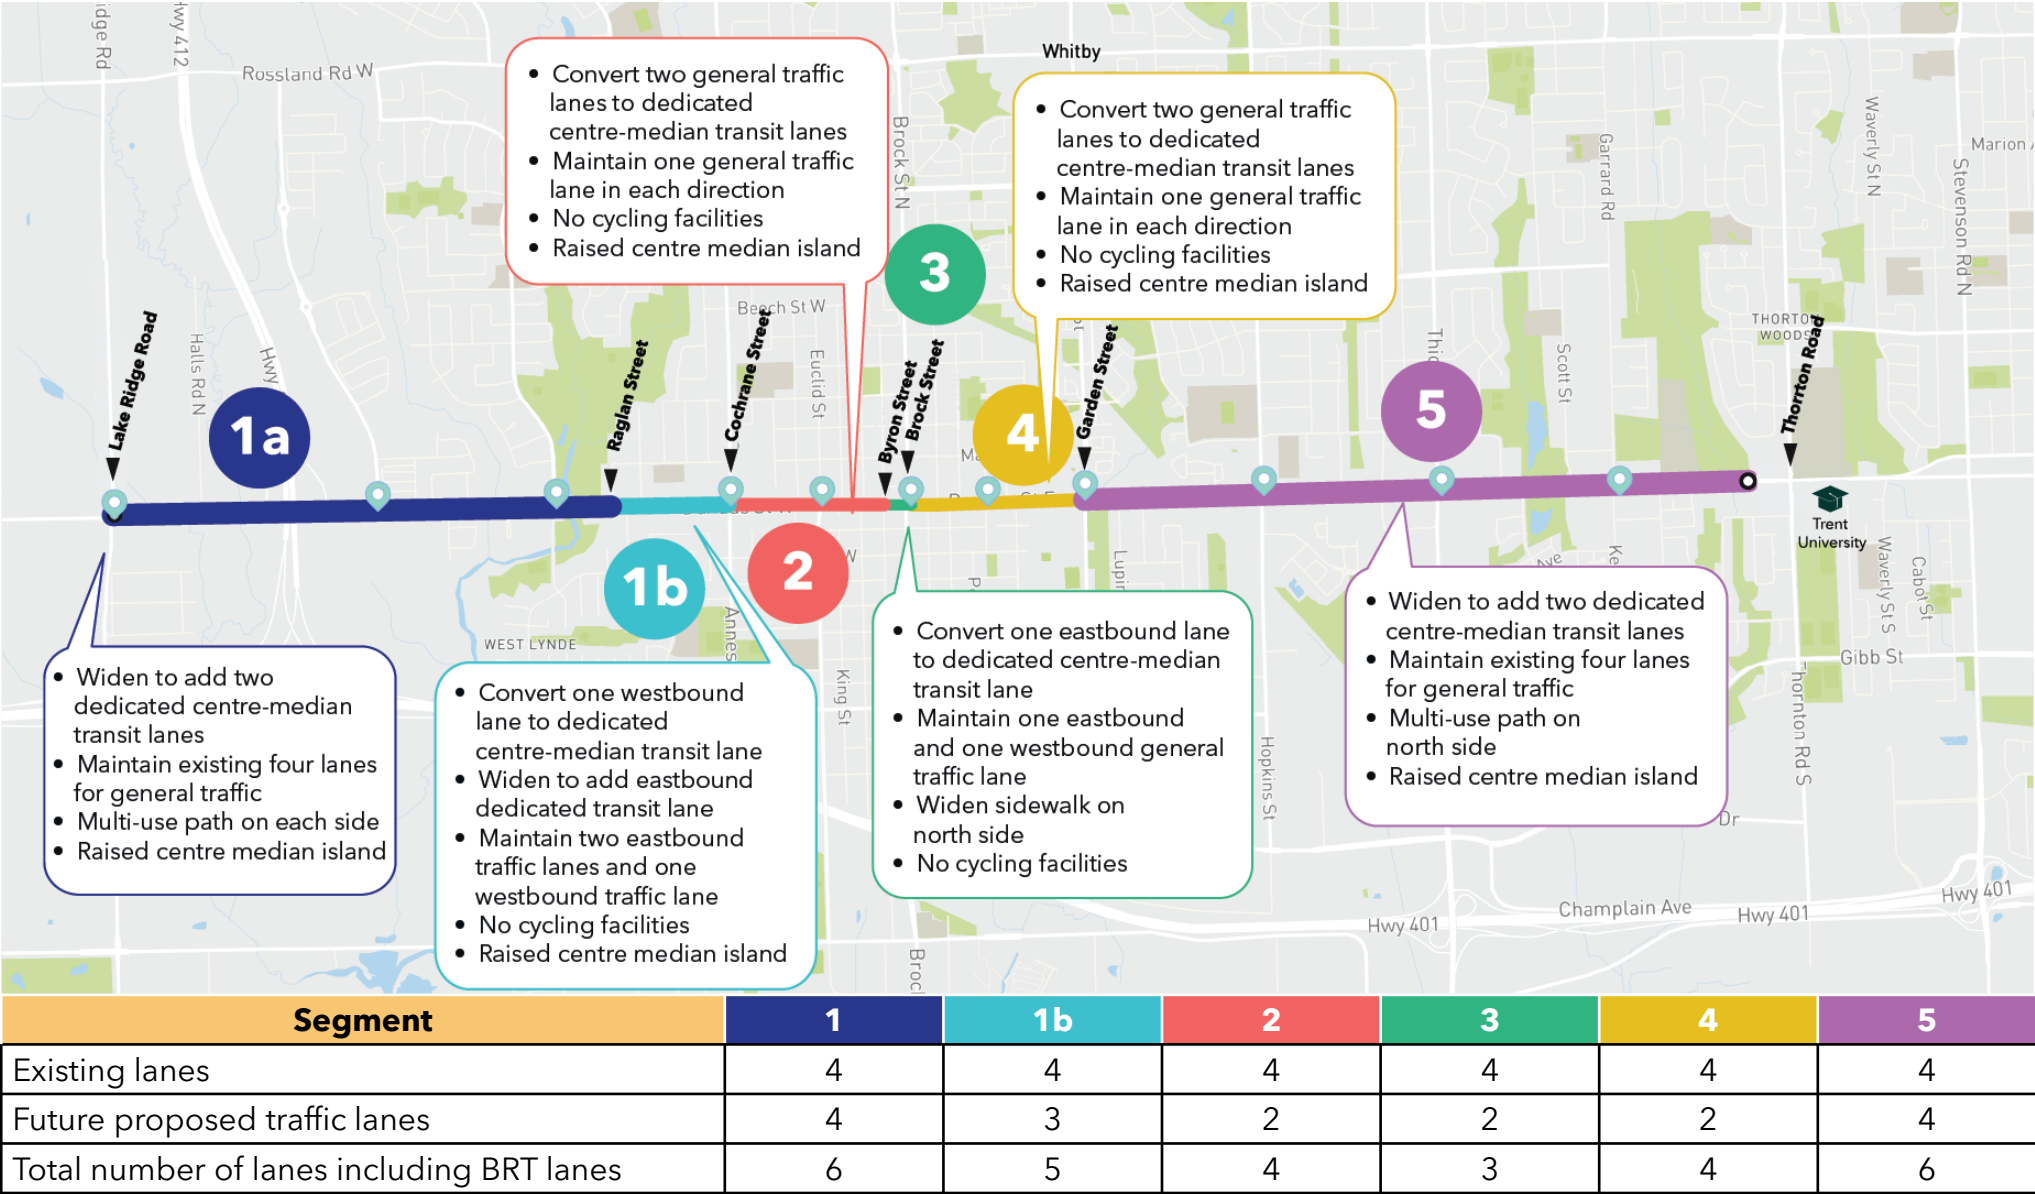 idge Rd
Hwy 412
Rossland Rd W
Whitby
Convert two general traffic
lanes to dedicated
centre-median transit lanes
Maintain one general traffic
lane in each direction
No cycling facilities
Raised centre median island
Brock St N
3
Convert two general traffic
lanes to dedicated
centre-median transit lanes
Maintain one general traffic
lane in each direction
No cycling facilities
Raised centre median island
Garrard Rd
Waverly St N
Marion
Stevenson Rd N
Beech St W
THORTO
WOODS
Lake Ridge Road
Halls Rd N
Hwy
1a
Raglan Street
Cochrane Street
Euclid St
Byron Street
Brock Street
4
Garden Street
5
Scott St
Thornton Road
Trent
University
1b
2
WEST LYNDE
Annes
King St
Hopkins St
Ave
Waverly St S
Cabot St
Gibb St
hornton Rd S
Dr
Widen to add two
dedicated centre-median
transit lanes
Maintain existing four lanes
for general traffic
Multi-use path on each side
Raised centre median island
Convert one westbound
lane to dedicated
centre-median transit lane
Widen to add eastbound
dedicated transit lane
Maintain two eastbound
traffic lanes and one
westbound traffic lane
No cycling facilities
Raised centre median island
Convert one eastbound lane
to dedicated centre-median
transit lane
Maintain one eastbound
and one westbound general
traffic lane
Widen sidewalk on
north side
No cycling facilities
Widen to add two dedicated
centre-median transit lanes
Maintain existing four lanes
for general traffic
Multi-use path on
north side
Raised centre median island
Hwy 401
Champlain Ave
Hwy 401
Hwy 401
Segment 1 1b 2 3 4 5
Existing lanes 4 4 4 4 4 4
Future proposed traffic lanes 4 3 2 2 2 4
Total number of lanes including BRT lanes 6 5 4 3 4 6